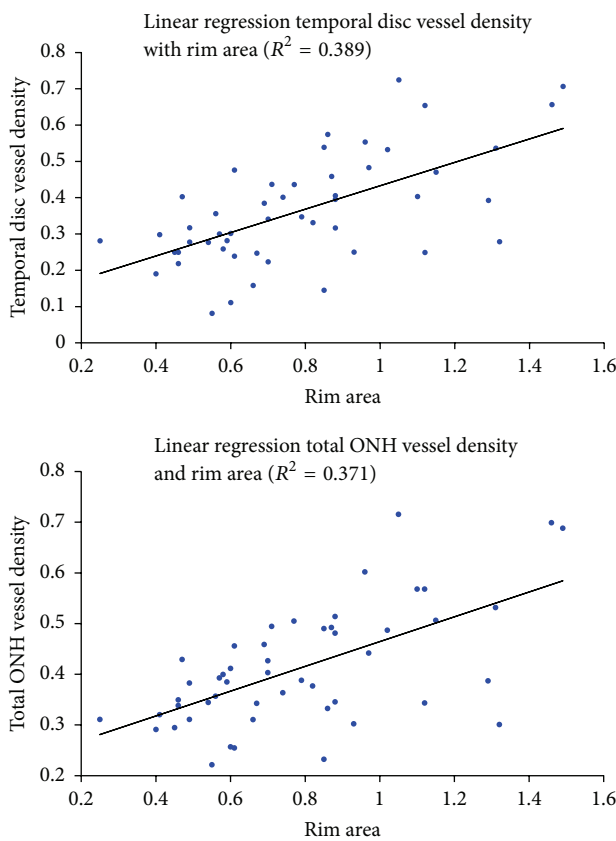 Linear regression temporal disc vessel density
with rim area (R² = 0.389)
0.8
0.7
0.6
0.5
0.4
0.3
0.2
0.1
0
Temporal disc vessel density
0.2 0.4 0.6 0.8 1 1.2 1.4 1.6
Rim area
Linear regression total ONH vessel density
and rim area (R² = 0.371)
0.8
0.7
0.6
0.5
0.4
0.3
0.2
Total ONH vessel density
0.2 0.4 0.6 0.8 1 1.2 1.4 1.6
Rim area